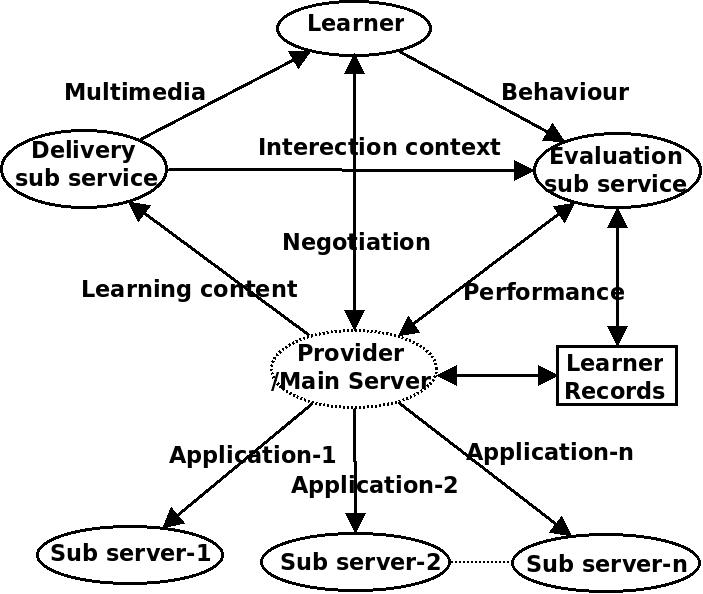 Learner
Multimedia
Behaviour
Delivery
sub service
Interection context
Evaluation
sub service
Negotiation
Learning content
Performance
Provider
/Main Server
Learner
Records
Application-1
Application-2
Application-n
Sub server-1
Sub server-2
Sub server-n